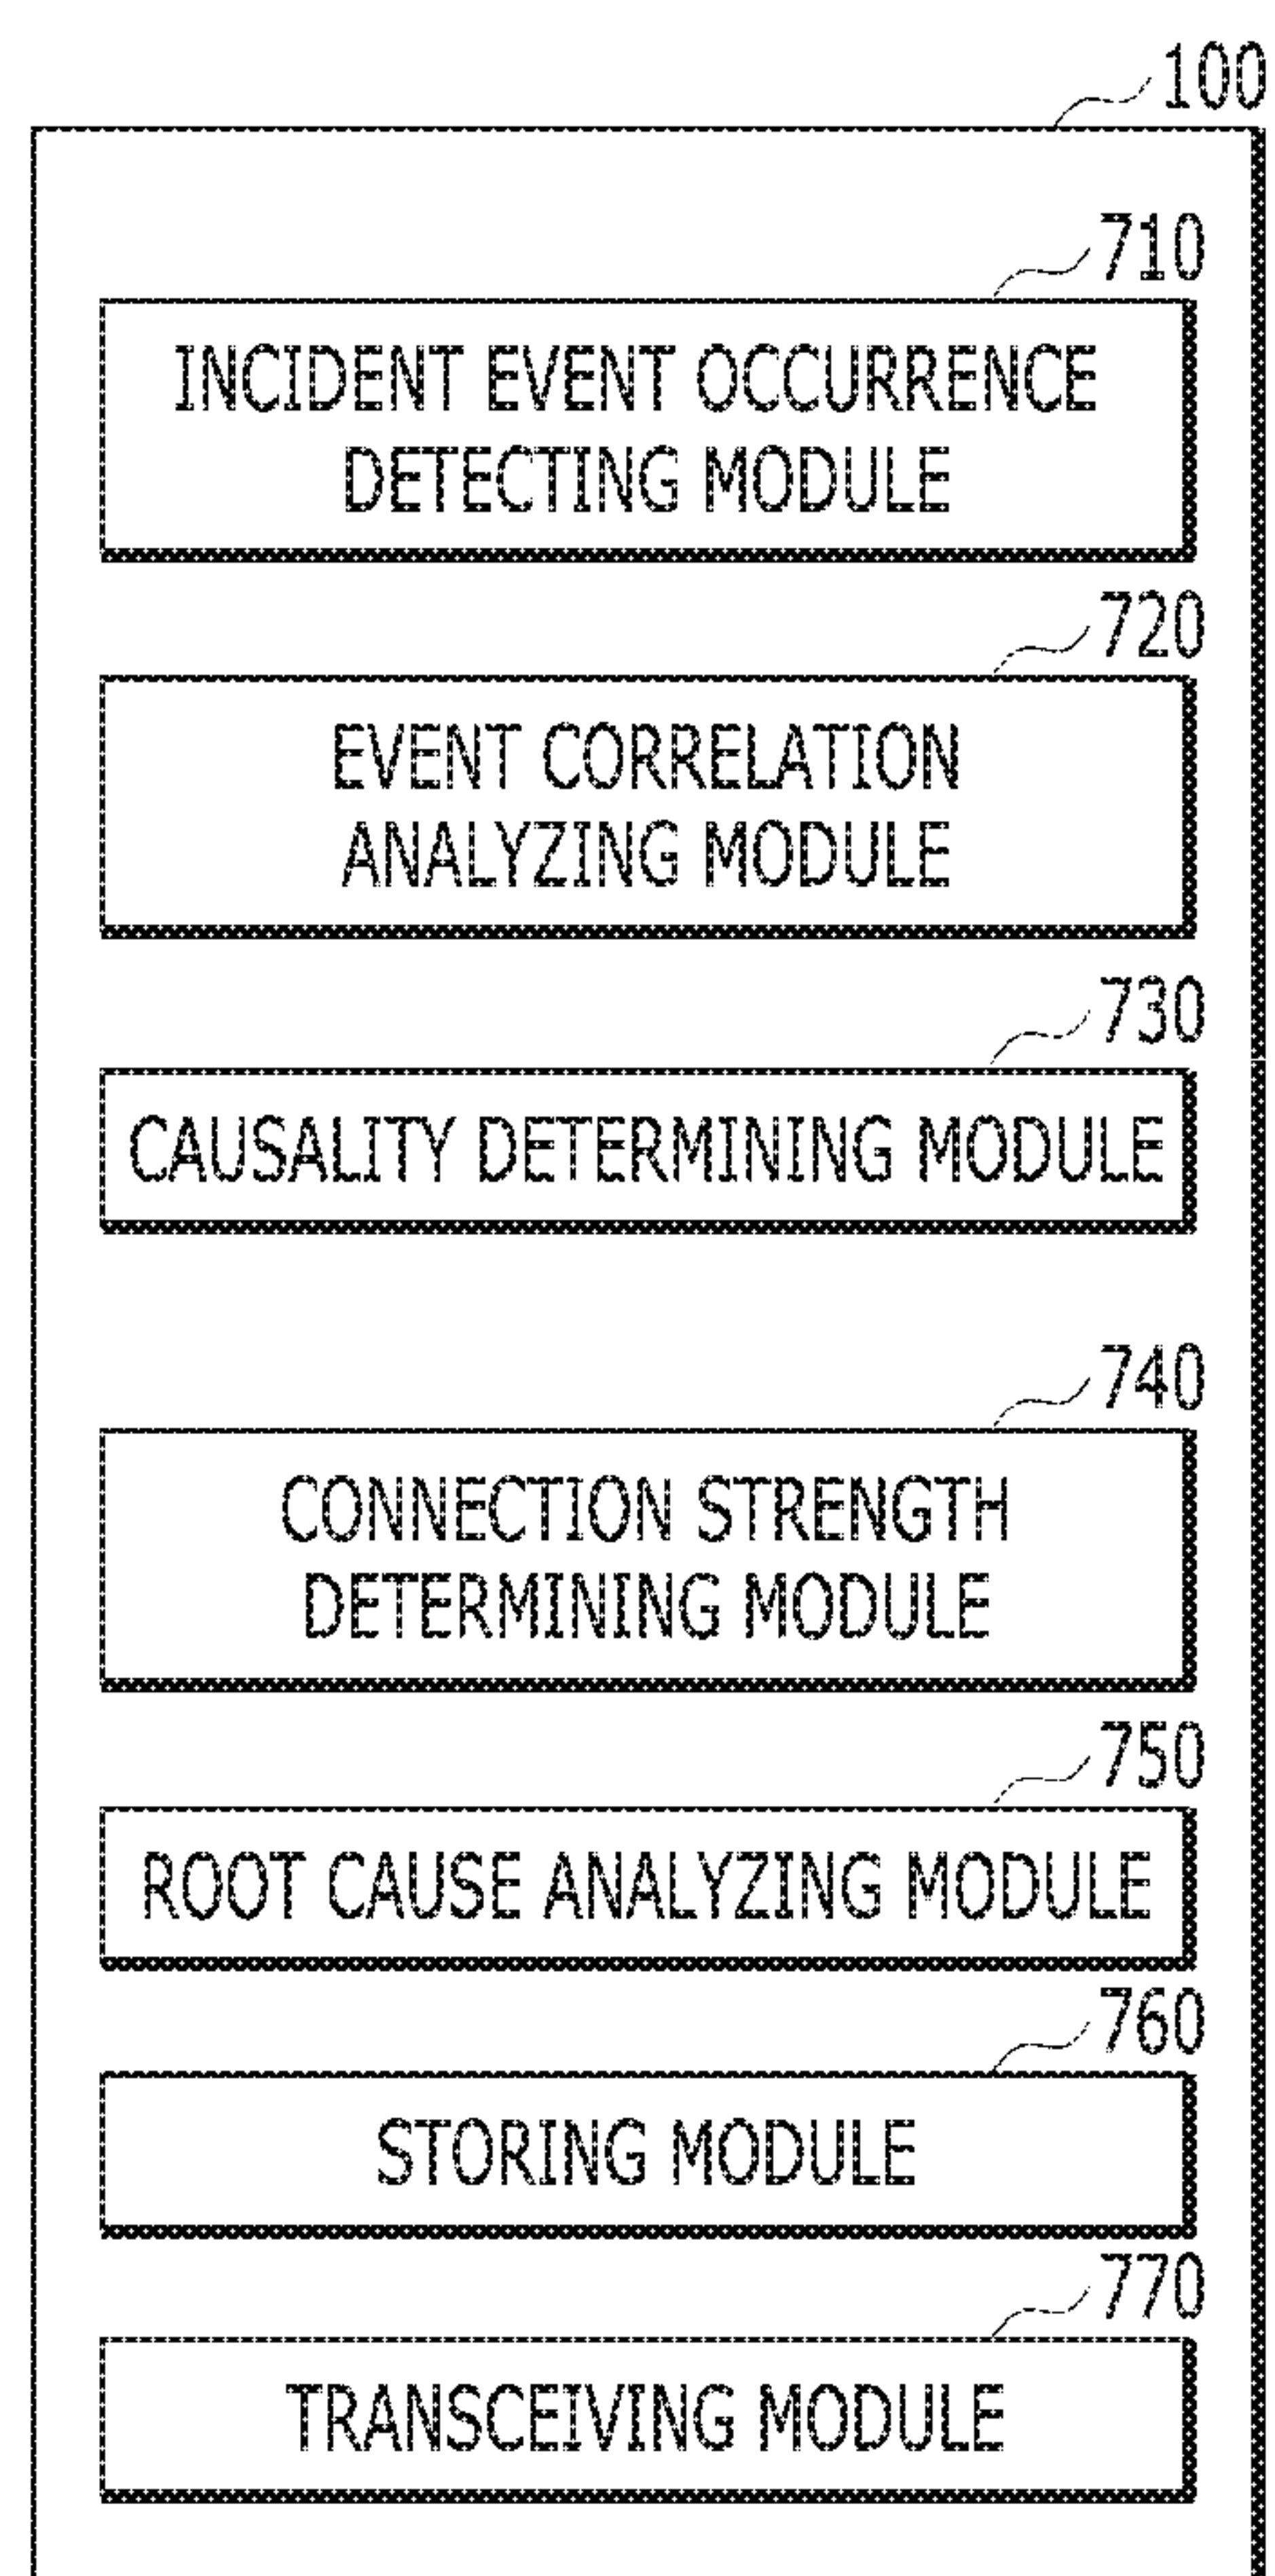 100
710
INCIDENT EVENT OCCURRENCE
DETECTING MODULE
720
EVENT CORRELATION
ANALYZING MODULE
730
CAUSALITY DETERMINING MODULE
740
CONNECTION STRENGTH
DETERMINING MODULE
750
ROOT CAUSE ANALYZING MODULE
760
STORING MODULE
770
TRANSCEIVING MODULE